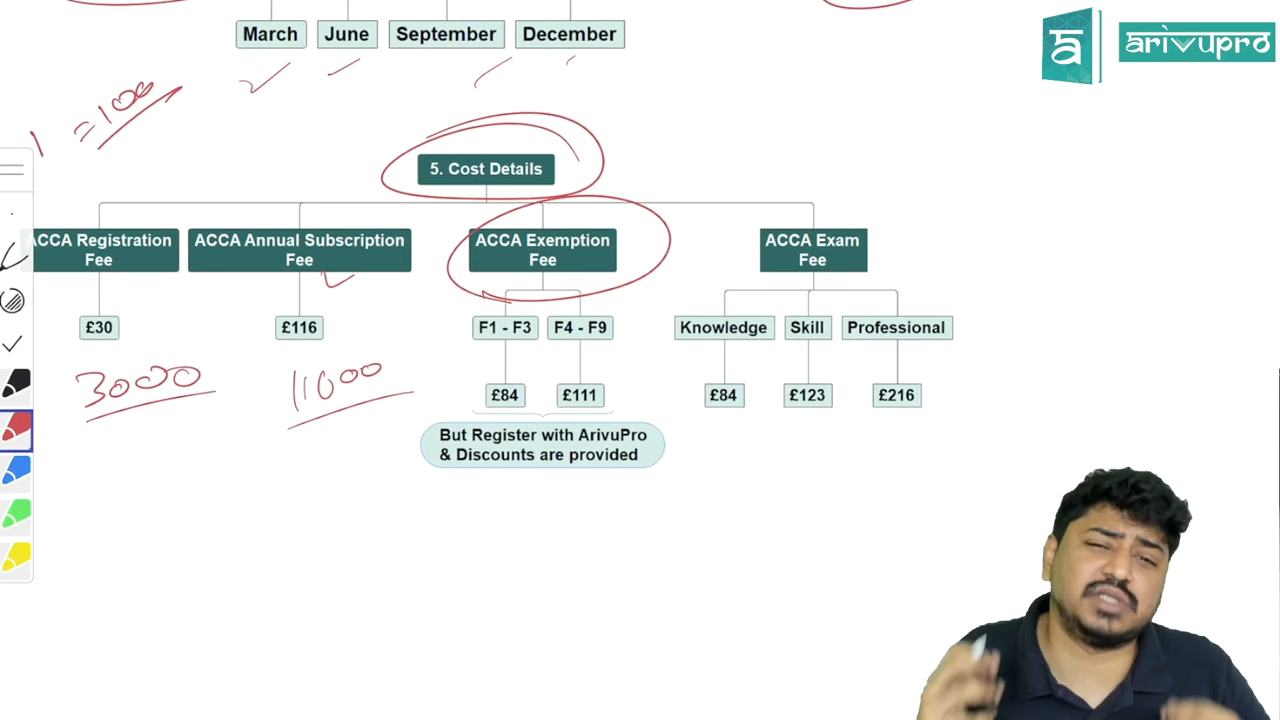 March
June
September
December
arivupro
1 = 100
5. Cost Details
ACCA Registration
Fee
ACCA Annual Subscription
Fee
ACCA Exemption
Fee
ACCA Exam
Fee
£30
£116
F1 - F3
F4 - F9
Knowledge
Skill
Professional
3000
11000
£84
£111
£84
£123
£216
But Register with ArivuPro
& Discounts are provided